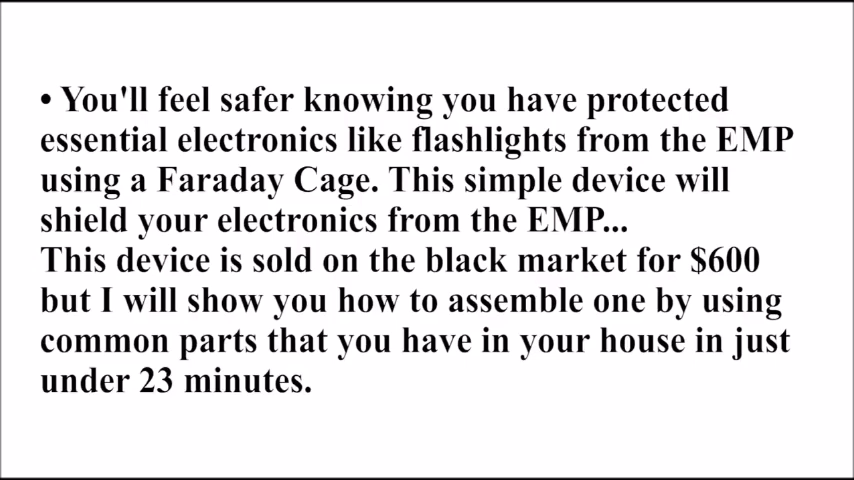 • You'll feel safer knowing you have protected
essential electronics like flashlights from the EMP
using a Faraday Cage. This simple device will
shield your electronics from the EMP...
This device is sold on the black market for $600
but I will show you how to assemble one by using
common parts that you have in your house in just
under 23 minutes.